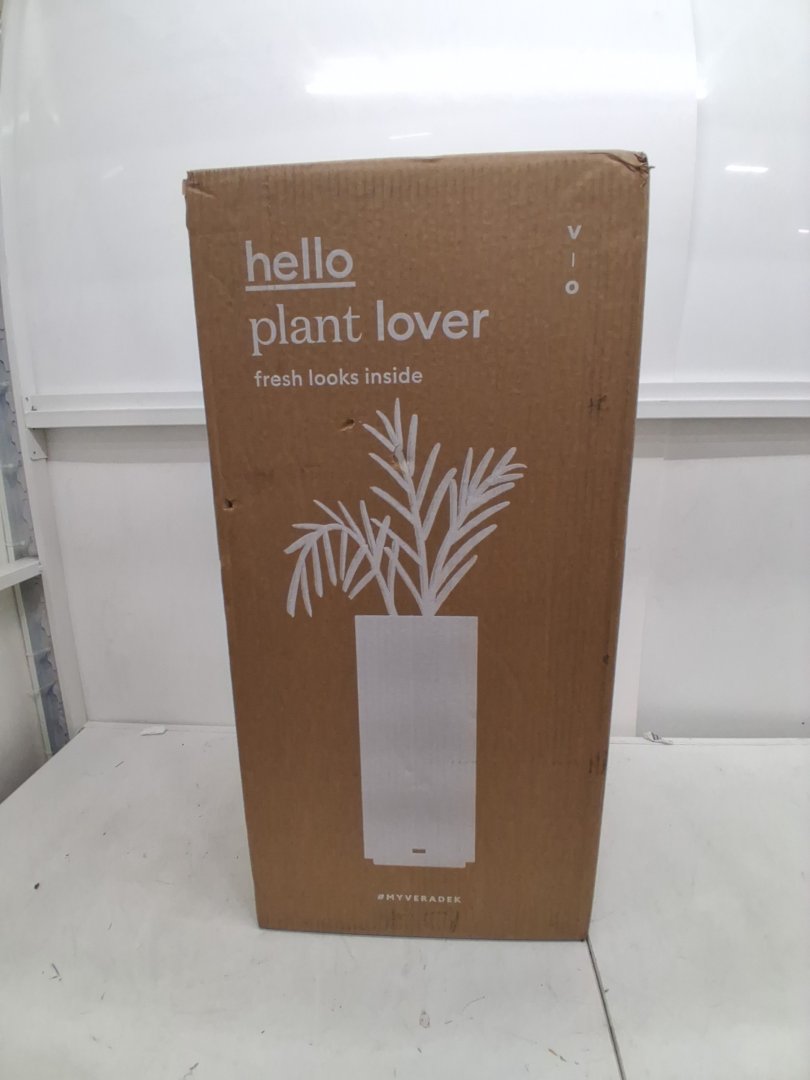 hello
plant lover
fresh looks inside
V
|
O
#MYVERADEK